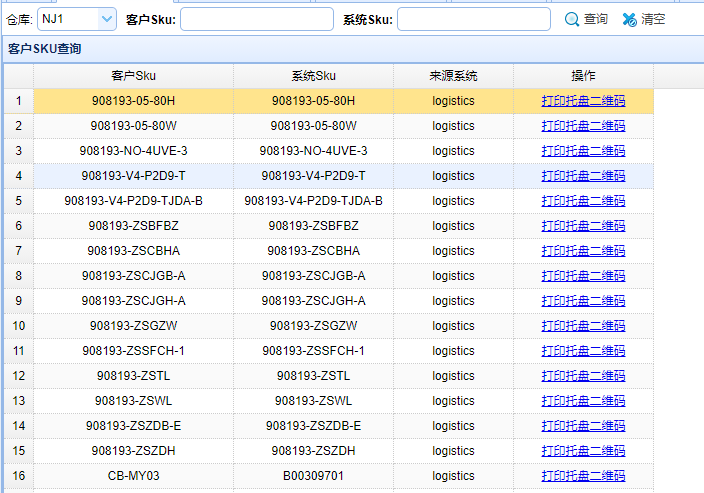 仓库: NJ1 客户Sku: 系统Sku: 查询 清空
客户SKU查询
客户Sku 系统Sku 来源系统 操作
1 908193-05-80H 908193-05-80H logistics 打印托盘二维码
2 908193-05-80W 908193-05-80W logistics 打印托盘二维码
3 908193-NO-4UVE-3 908193-NO-4UVE-3 logistics 打印托盘二维码
4 908193-V4-P2D9-T 908193-V4-P2D9-T logistics 打印托盘二维码
5 908193-V4-P2D9-TJDA-B 908193-V4-P2D9-TJDA-B logistics 打印托盘二维码
6 908193-ZSBFBZ 908193-ZSBFBZ logistics 打印托盘二维码
7 908193-ZSCBHA 908193-ZSCBHA logistics 打印托盘二维码
8 908193-ZSCJGB-A 908193-ZSCJGB-A logistics 打印托盘二维码
9 908193-ZSCJGH-A 908193-ZSCJGH-A logistics 打印托盘二维码
10 908193-ZSGZW 908193-ZSGZW logistics 打印托盘二维码
11 908193-ZSSFCH-1 908193-ZSSFCH-1 logistics 打印托盘二维码
12 908193-ZSTL 908193-ZSTL logistics 打印托盘二维码
13 908193-ZSWL 908193-ZSWL logistics 打印托盘二维码
14 908193-ZSZDB-E 908193-ZSZDB-E logistics 打印托盘二维码
15 908193-ZSZDH 908193-ZSZDH logistics 打印托盘二维码
16 CB-MY03 B00309701 logistics 打印托盘二维码